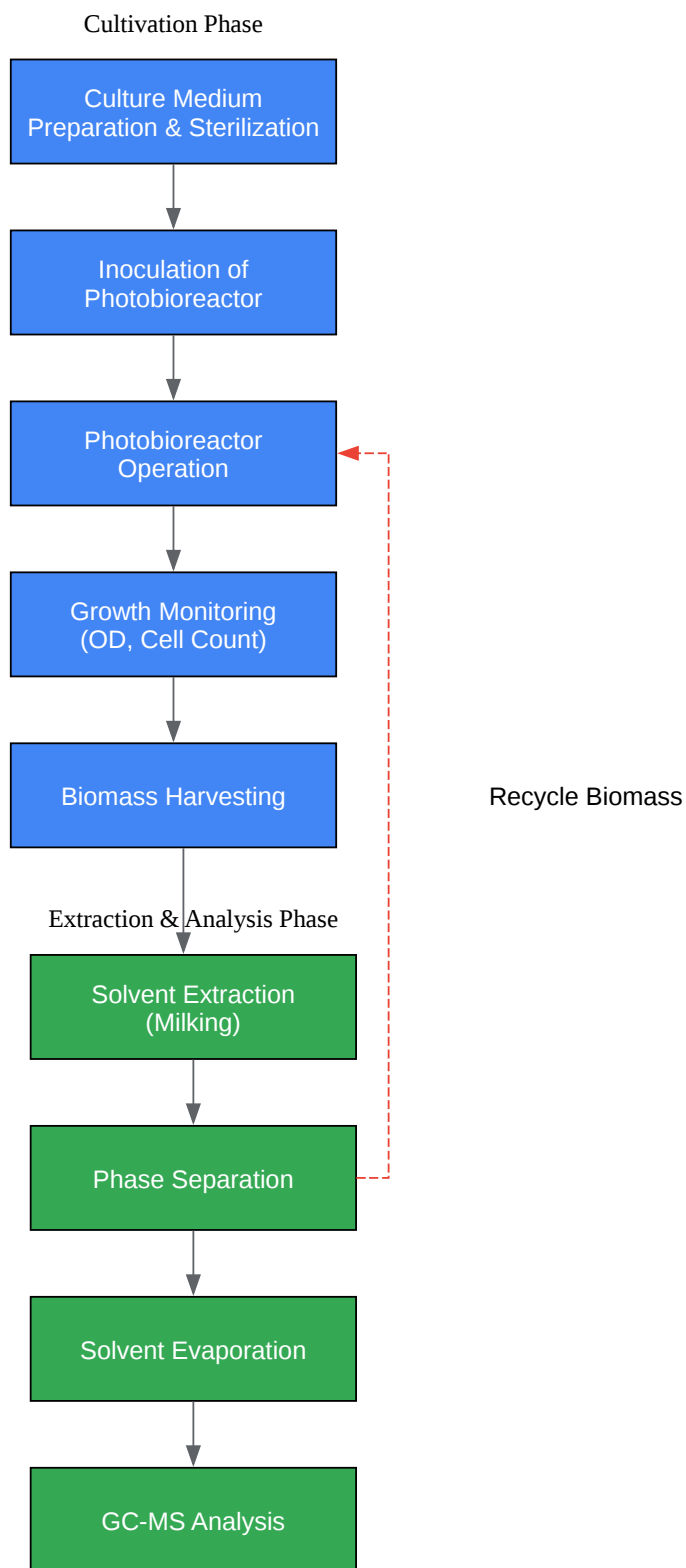 Cultivation Phase
Culture Medium
Preparation & Sterilization
Inoculation of
Photobioreactor
Photobioreactor
Operation
Growth Monitoring
(OD, Cell Count)
Biomass Harvesting
Recycle Biomass
Extraction & Analysis Phase
Solvent Extraction
(Milking)
Phase Separation
Solvent Evaporation
GC-MS Analysis